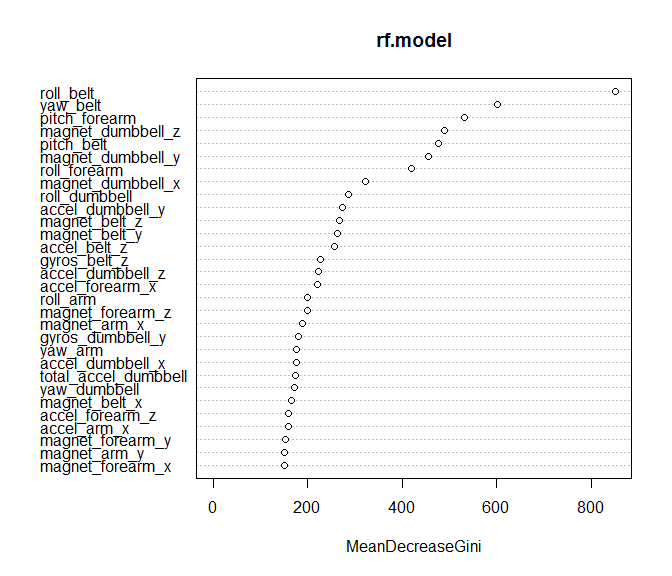 rf.model
roll_belt
yaw_belt
pitch_forearm
magnet_dumbbell_z
pitch_belt
magnet_dumbbell_y
roll_forearm
magnet_dumbbell_x
roll_dumbbell
accel_dumbbell_y
magnet_belt_z
magnet_belt_y
accel_belt_z
gyros_belt_z
accel_dumbbell_z
accel_forearm_x
roll_arm
magnet_forearm_z
magnet_arm_x
gyros_dumbbell_y
yaw_arm
accel_dumbbell_x
total_accel_dumbbell
yaw_dumbbell
magnet_belt_x
accel_forearm_z
accel_arm_x
magnet_forearm_y
magnet_arm_y
magnet_forearm_x
0 200 400 600 800
MeanDecreaseGini